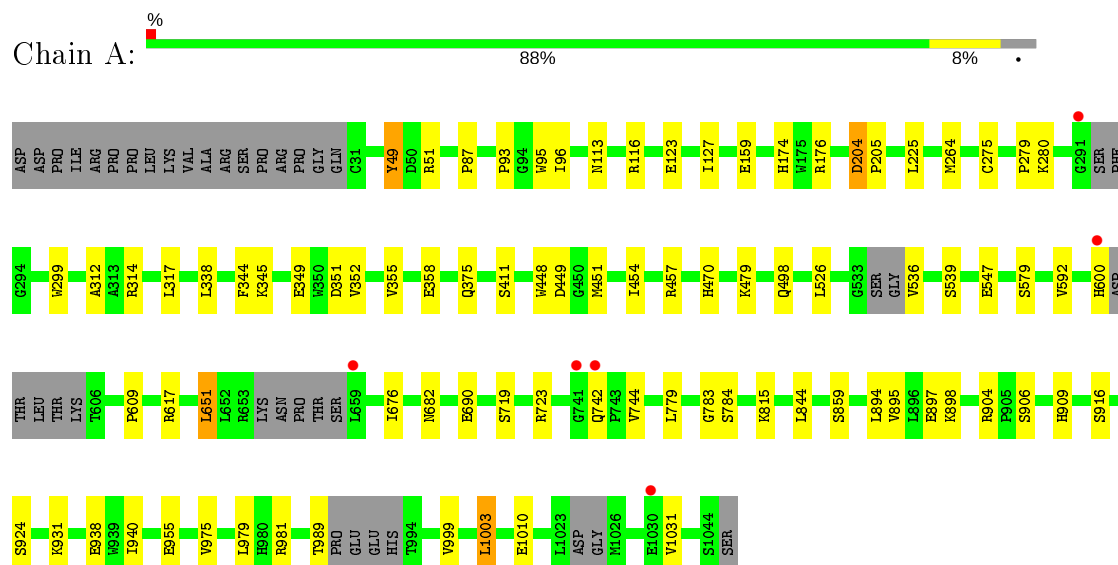 %
Chain A:
88% 8% •
ASP ASP PRO ILE ARG PRO PRO LEU LYS VAL ALA ARG SER PRO ARG PRO GLY GLN C31 Y49 D50 R51 P87 P93 G94 W95 I96 N113 R116 E123 I127 E159 H174 W175 R176 D204 P205 L225 M264 C275 P279 K280 G291 SER PHE
G294 W299 A312 A313 R314 L317 L338 F344 K345 E349 W350 D351 V352 V355 E358 Q375 S411 W448 D449 G450 M451 I454 R457 H470 K479 Q498 L526 G533 SER GLY V536 S539 E547 S579 V592 H600 ASP
THR LEU THR LYS T606 P609 R617 L651 L652 R653 LYS ASN PRO THR SER L659 I676 N682 E690 S719 R723 G741 Q742 P743 V744 L779 G783 S784 K815 L844 S859 L894 V895 L896 E897 K898 R904 P905 S906 H909 S916
S924 K931 E938 W939 I940 E955 V975 L979 H980 R981 T989 PRO GLU GLU HIS T994 V999 L1003 E1010 L1023 ASP GLY M1026 E1030 V1031 S1044 SER